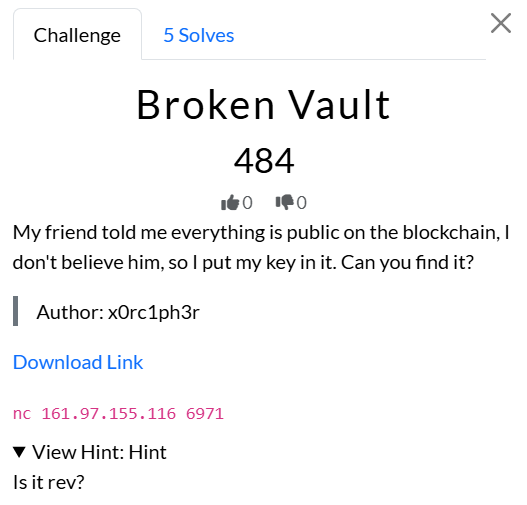 Challenge
5 Solves
Broken Vault
484
0 0
My friend told me everything is public on the blockchain, I
don't believe him, so I put my key in it. Can you find it?
Author: x0rc1ph3r
Download Link
nc 161.97.155.116 6971
View Hint: Hint
Is it rev?